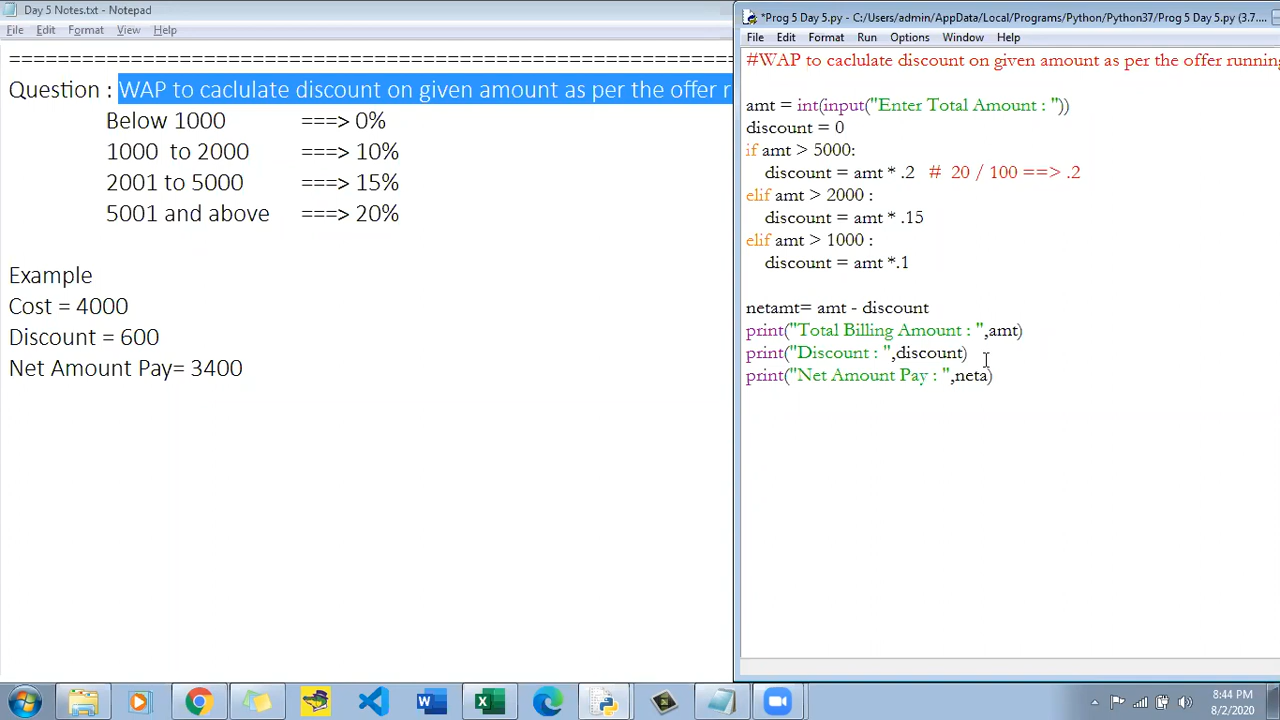 Day 5 Notes.txt - Notepad
File Edit Format View Help
Question : WAP to caclulate discount on given amount as per the offer r
Below 1000 ===> 0%
1000 to 2000 ===> 10%
2001 to 5000 ===> 15%
5001 and above ===> 20%
Example
Cost = 4000
Discount = 600
Net Amount Pay= 3400
*Prog 5 Day 5.py - C:/Users/admin/AppData/Local/Programs/Python/Python37/Prog 5 Day 5.py (3.7....
File Edit Format Run Options Window Help
#WAP to caclulate discount on given amount as per the offer running
amt = int(input("Enter Total Amount : "))
discount = 0
if amt > 5000:
discount = amt * .2 # 20 / 100 ==> .2
elif amt > 2000 :
discount = amt * .15
elif amt > 1000 :
discount = amt *.1
netamt= amt - discount
print("Total Billing Amount : ",amt)
print("Discount : ",discount)
print("Net Amount Pay : ",neta)
8:44 PM
8/2/2020